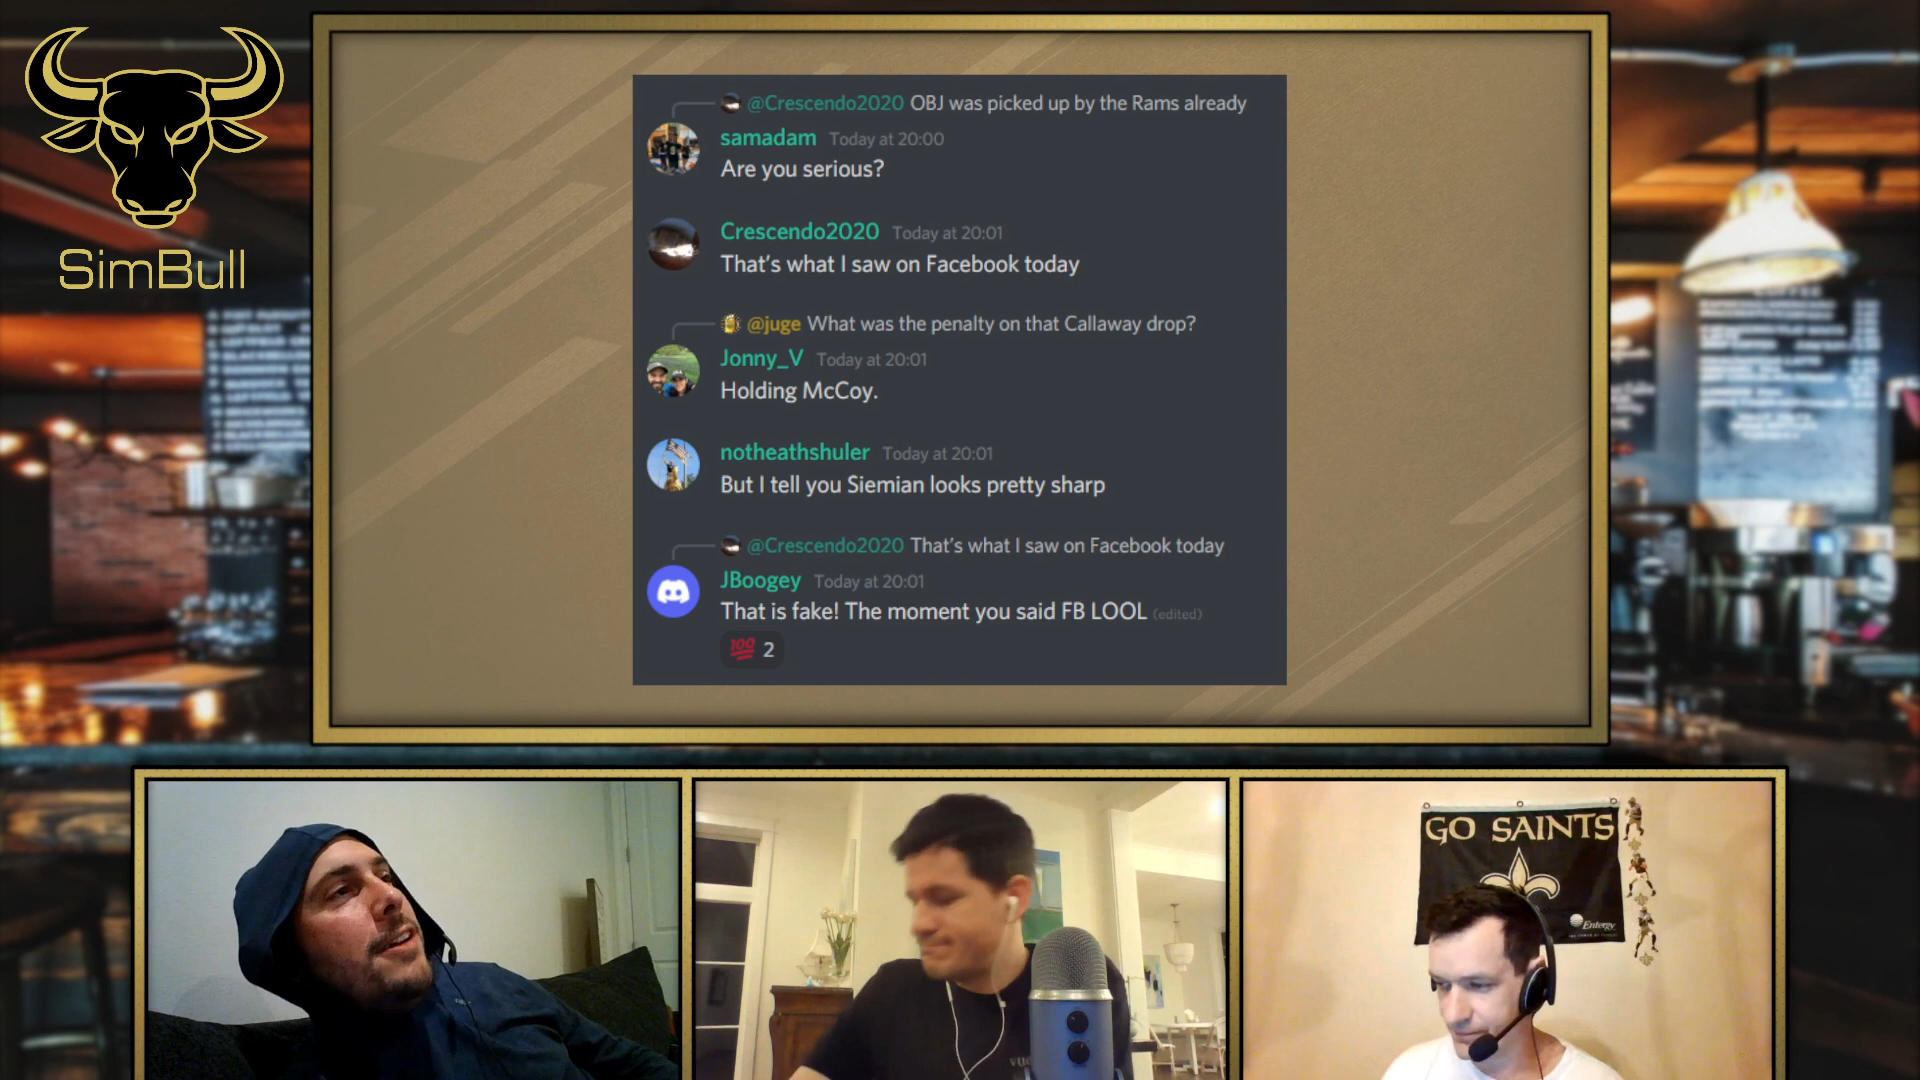 SimBull
@Crescendo2020 OBJ was picked up by the Rams already
samadam Today at 20:00
Are you serious?
Crescendo2020 Today at 20:01
That's what I saw on Facebook today
@juge What was the penalty on that Callaway drop?
Jonny_V Today at 20:01
Holding McCoy.
notheathshuler Today at 20:01
But I tell you Siemian looks pretty sharp
@Crescendo2020 That's what I saw on Facebook today
JBoogey Today at 20:01
That is fake! The moment you said FB LOOL (edited)
100 2
GO SAINTS
Entergy